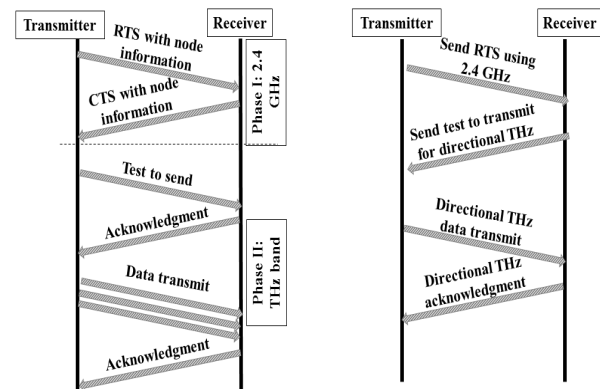 Transmitter
Receiver
RTS with node
information
CTS with node
information
Phase I: 2.4
GHz
Test to send
Acknowledgment
Data transmit
Phase II:
THz band
Acknowledgment
Transmitter
Receiver
Send RTS using
2.4 GHz
Send test to transmit
for directional THz
Directional THz
data transmit
Directional THz
acknowledgment